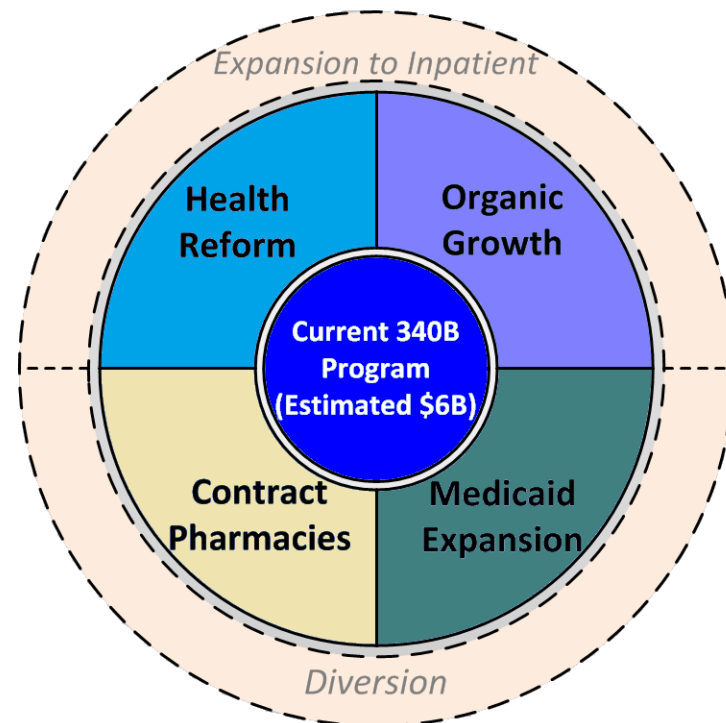 Expansion to Inpatient
Health
Reform
Organic
Growth
Current 340B
Program
(Estimated $6B)
Contract
Pharmacies
Medicaid
Expansion
Diversion